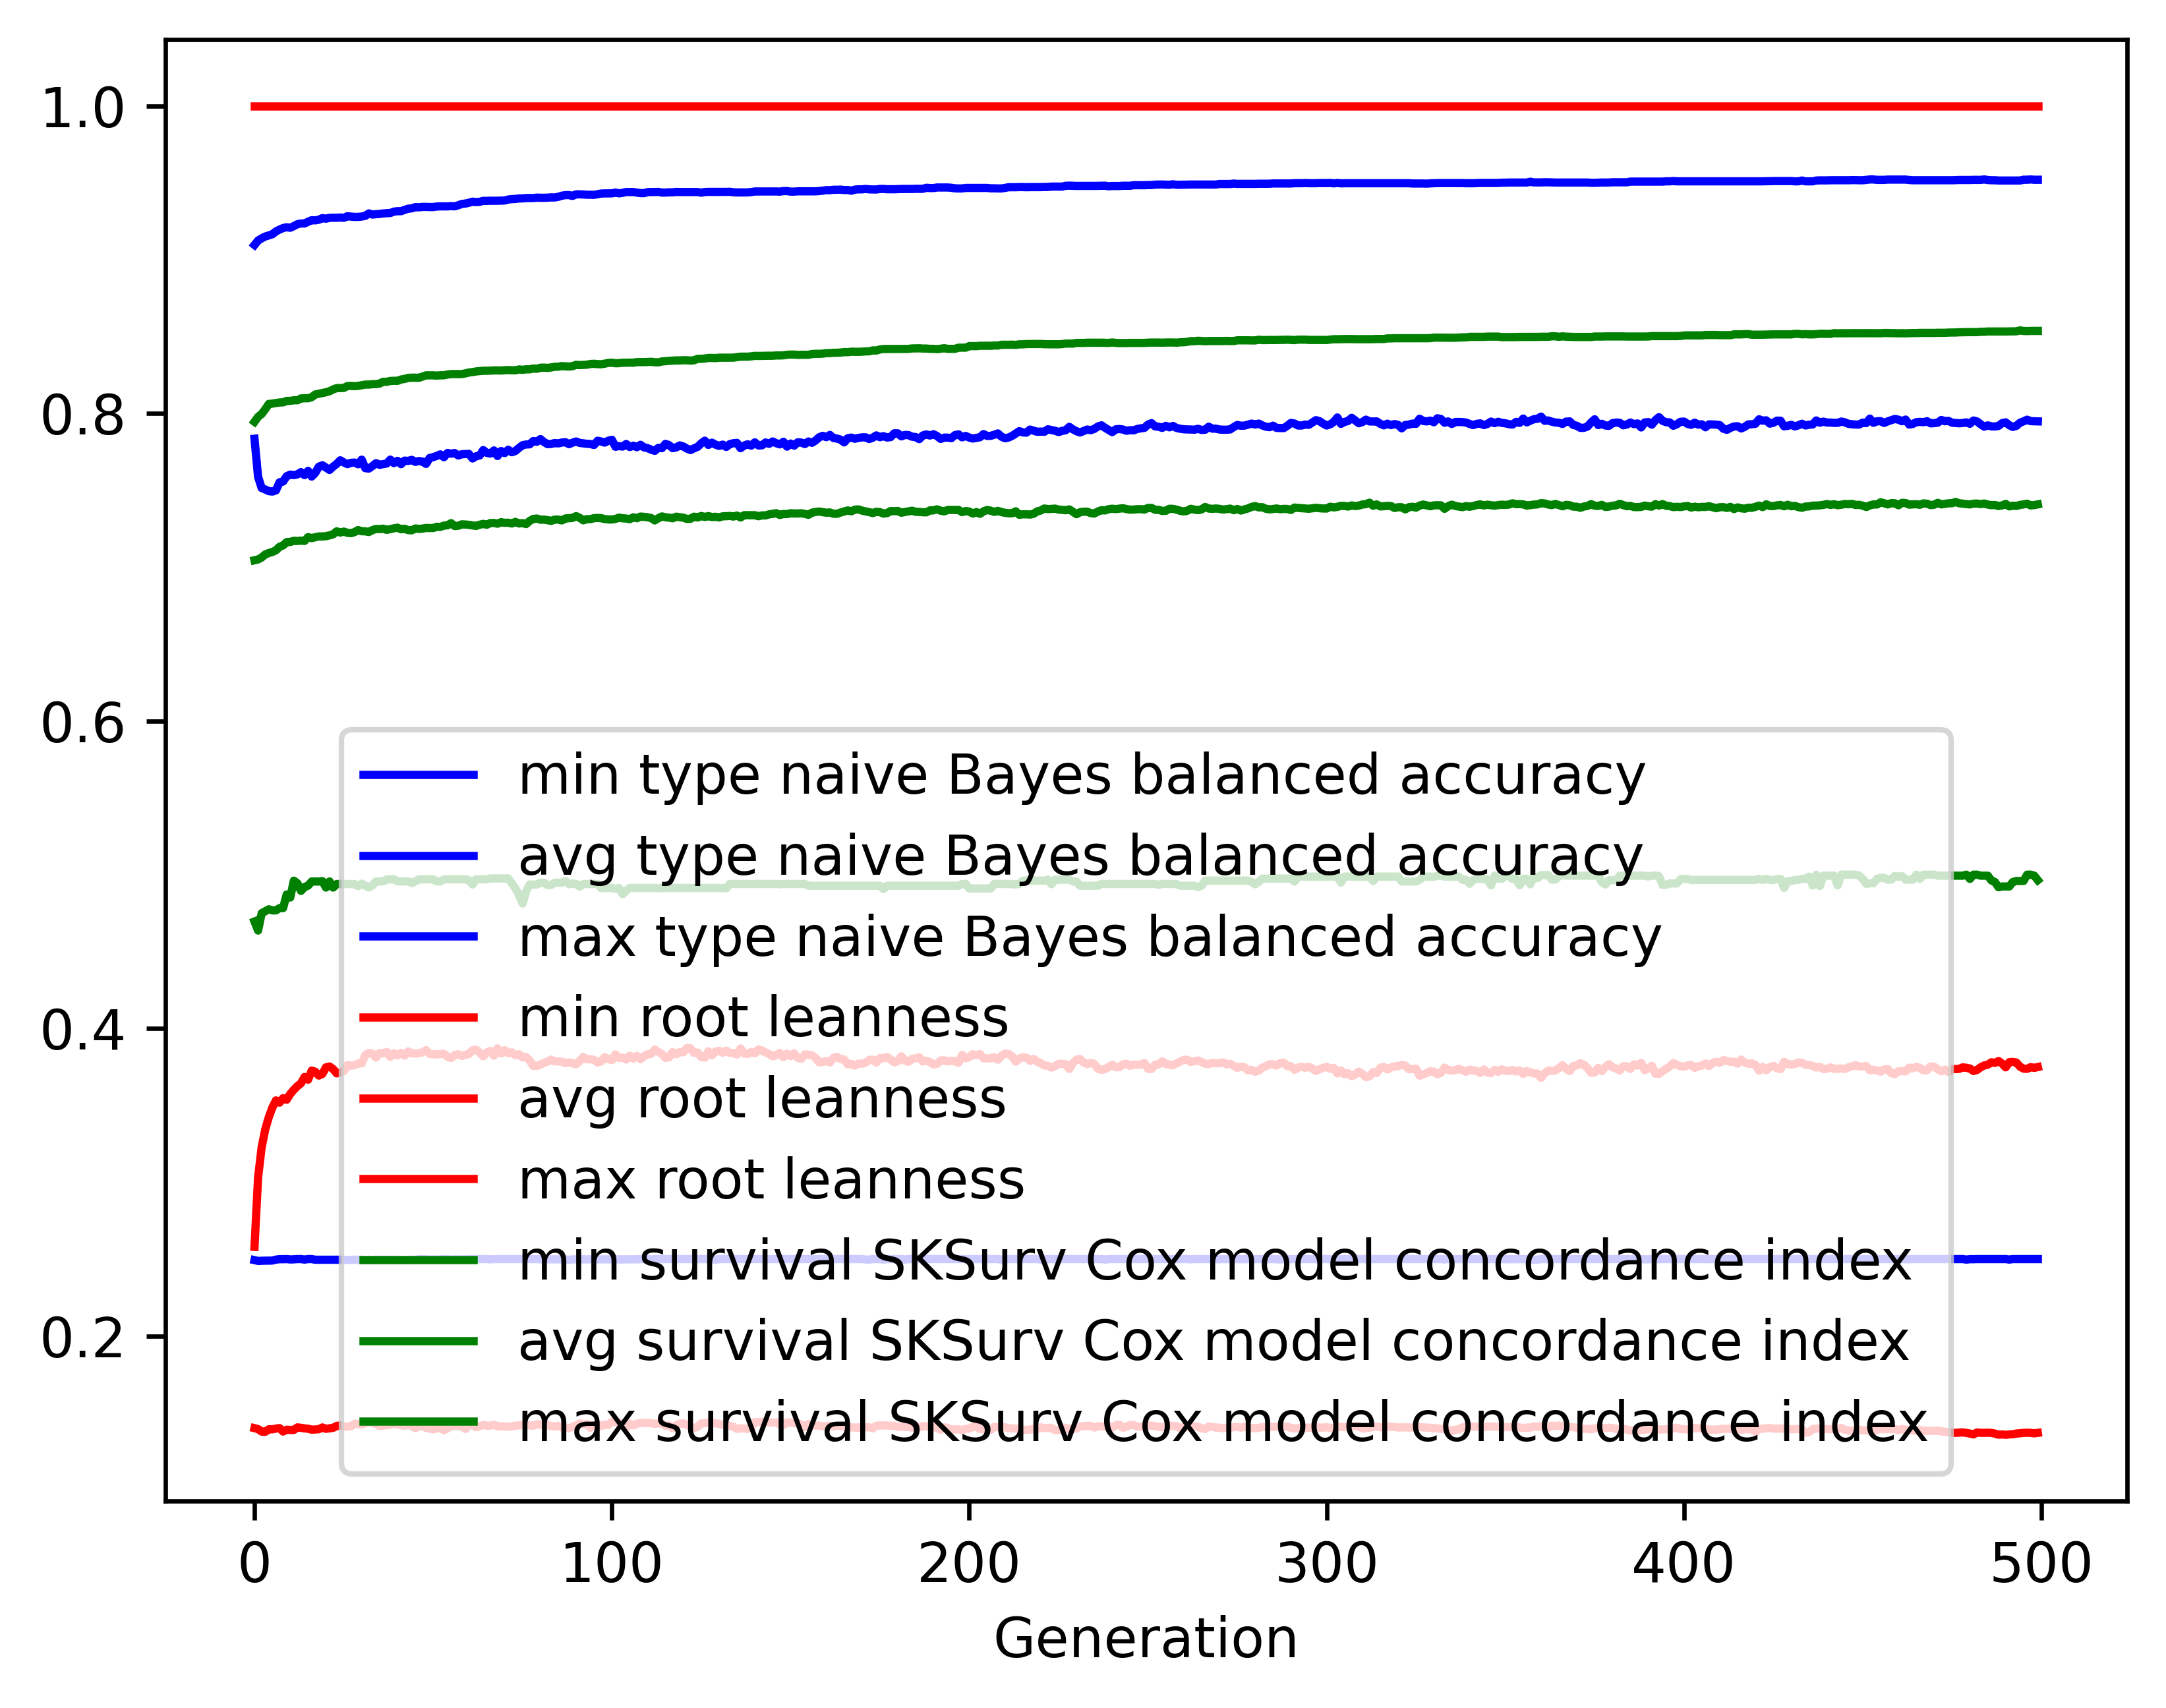 1.0
0.8
0.6
0.4
0.2
min type naive Bayes balanced accuracy
avg type naive Bayes balanced accuracy
max type naive Bayes balanced accuracy
min root leanness
avg root leanness
max root leanness
min survival SKSurv Cox model concordance index
avg survival SKSurv Cox model concordance index
max survival SKSurv Cox model concordance index
0 100 200 300 400 500
Generation